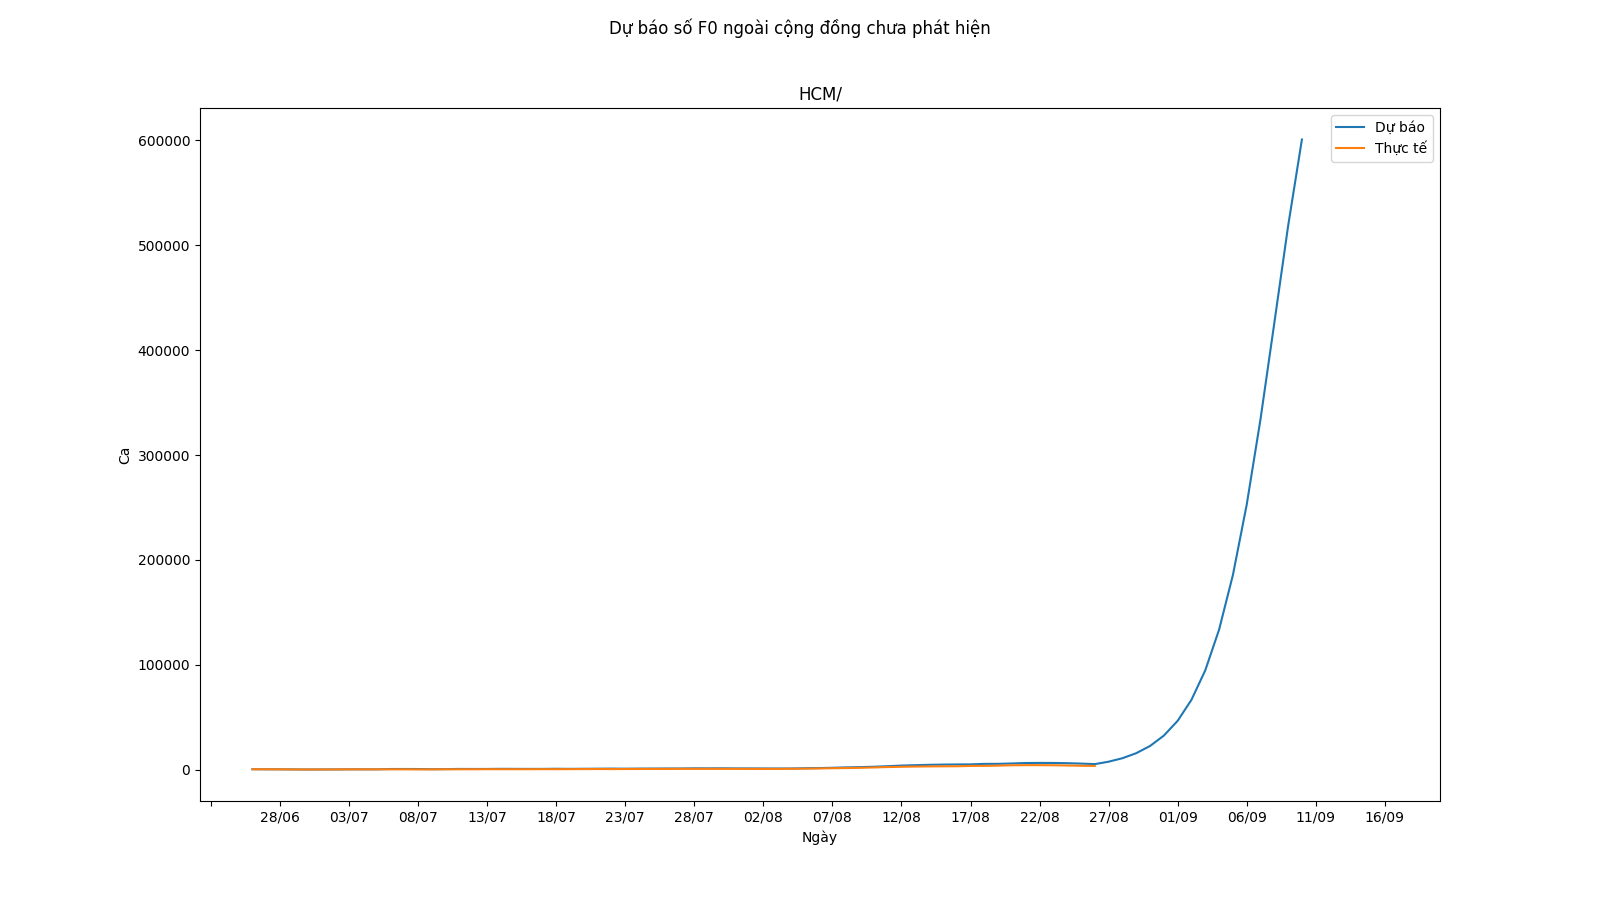 Dự báo số F0 ngoài cộng đồng chưa phát hiện
HCM/
Dự báo
Thực tế
600000
500000
400000
300000
200000
100000
0
Ca
28/06 03/07 08/07 13/07 18/07 23/07 28/07 02/08 07/08 12/08 17/08 22/08 27/08 01/09 06/09 11/09 16/09
Ngày